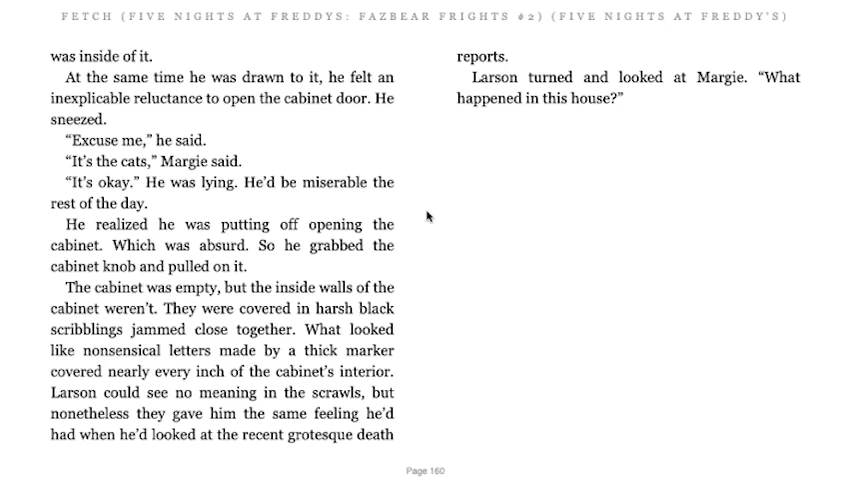 FETCH (FIVE NIGHTS AT FREDDYS: FAZBEAR FRIGHTS #2) (FIVE NIGHTS AT FREDDY'S)
was inside of it.
At the same time he was drawn to it, he felt an
inexplicable reluctance to open the cabinet door. He
sneezed.
“Excuse me,” he said.
“It’s the cats,” Margie said.
“It’s okay.” He was lying. He’d be miserable the
rest of the day.
He realized he was putting off opening the
cabinet. Which was absurd. So he grabbed the
cabinet knob and pulled on it.
The cabinet was empty, but the inside walls of the
cabinet weren’t. They were covered in harsh black
scribblings jammed close together. What looked
like nonsensical letters made by a thick marker
covered nearly every inch of the cabinet’s interior.
Larson could see no meaning in the scrawls, but
nonetheless they gave him the same feeling he’d
had when he’d looked at the recent grotesque death
reports.
Larson turned and looked at Margie. “What
happened in this house?”
Page 160